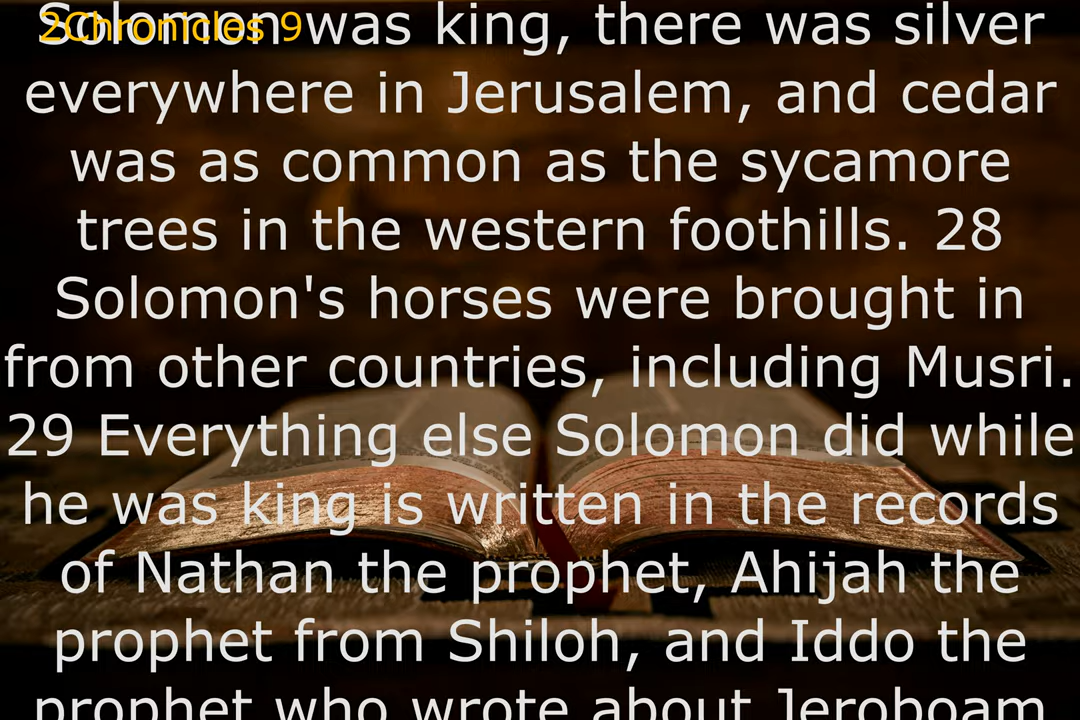 2Chronicles 9
Solomon was king, there was silver
everywhere in Jerusalem, and cedar
was as common as the sycamore
trees in the western foothills. 28
Solomon's horses were brought in
from other countries, including Musri.
29 Everything else Solomon did while
he was king is written in the records
of Nathan the prophet, Ahijah the
prophet from Shiloh, and Iddo the
prophet who wrote about Jeroboam